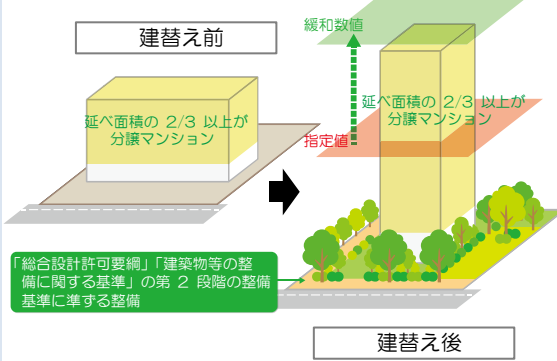 建替え前
延べ面積の 2/3 以上が
分譲マンション
緩和数値
延べ面積の 2/3 以上が
分譲マンション
指定値
「総合設計許可要綱」「建築物等の整
備に関する基準」の第 2 段階の整備
基準に準ずる整備
建替え後